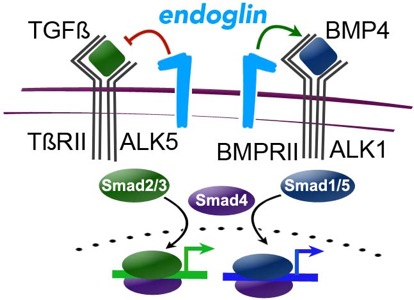 endoglin
TGFß
BMP4
TßRII
ALK5
BMPRII
ALK1
Smad2/3
Smad4
Smad1/5